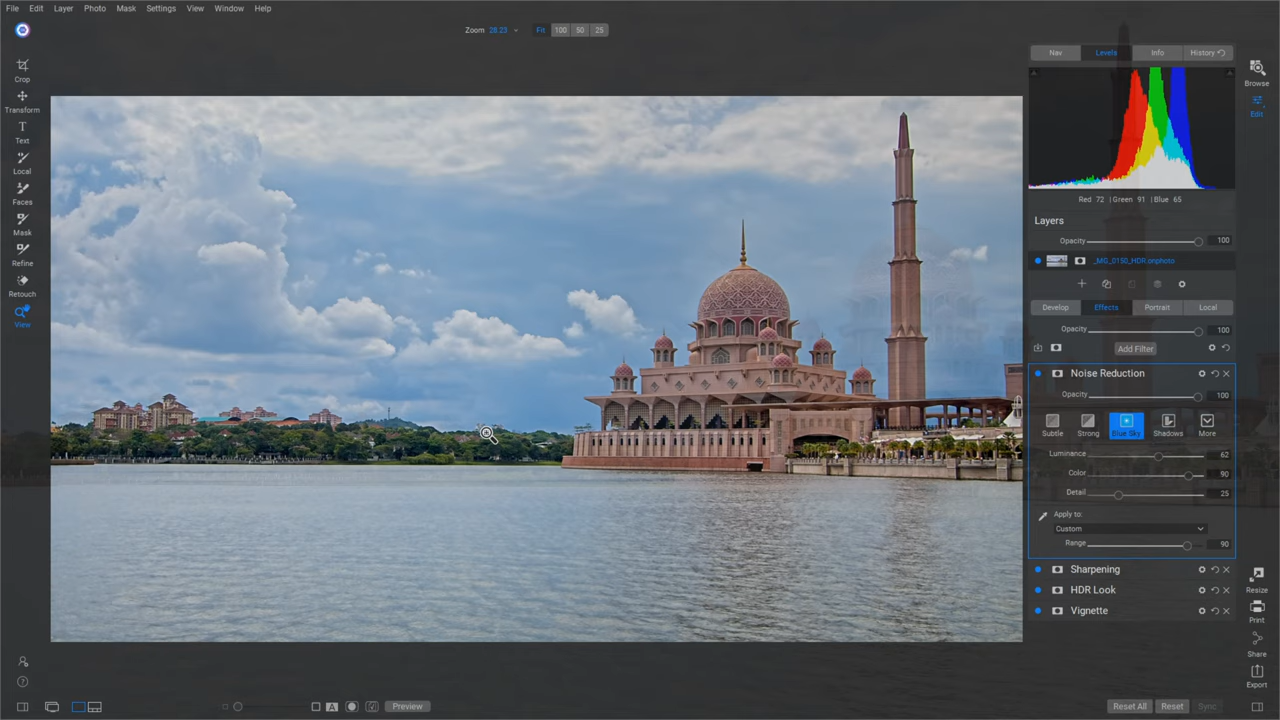 File Edit Layer Photo Mask Settings View Window Help
Zoom 28.23 Fit 100 50 25
Crop
Transform
Text
Local
Faces
Mask
Refine
Retouch
View
Nav Levels Info History
Browse
Edit
Red 72 | Green 91 | Blue 65
Layers
Opacity 100
_MG_0150_HDR.onphoto
Develop Effects Portrait Local
Opacity 100
Add Filter
Noise Reduction
Opacity 100
Subtle Strong Blue Sky Shadows More
Luminance 62
Color 90
Detail 25
Apply to:
Custom
Range 90
Sharpening
HDR Look
Vignette
Resize
Print
Share
Export
A Preview
Reset All Reset Sync